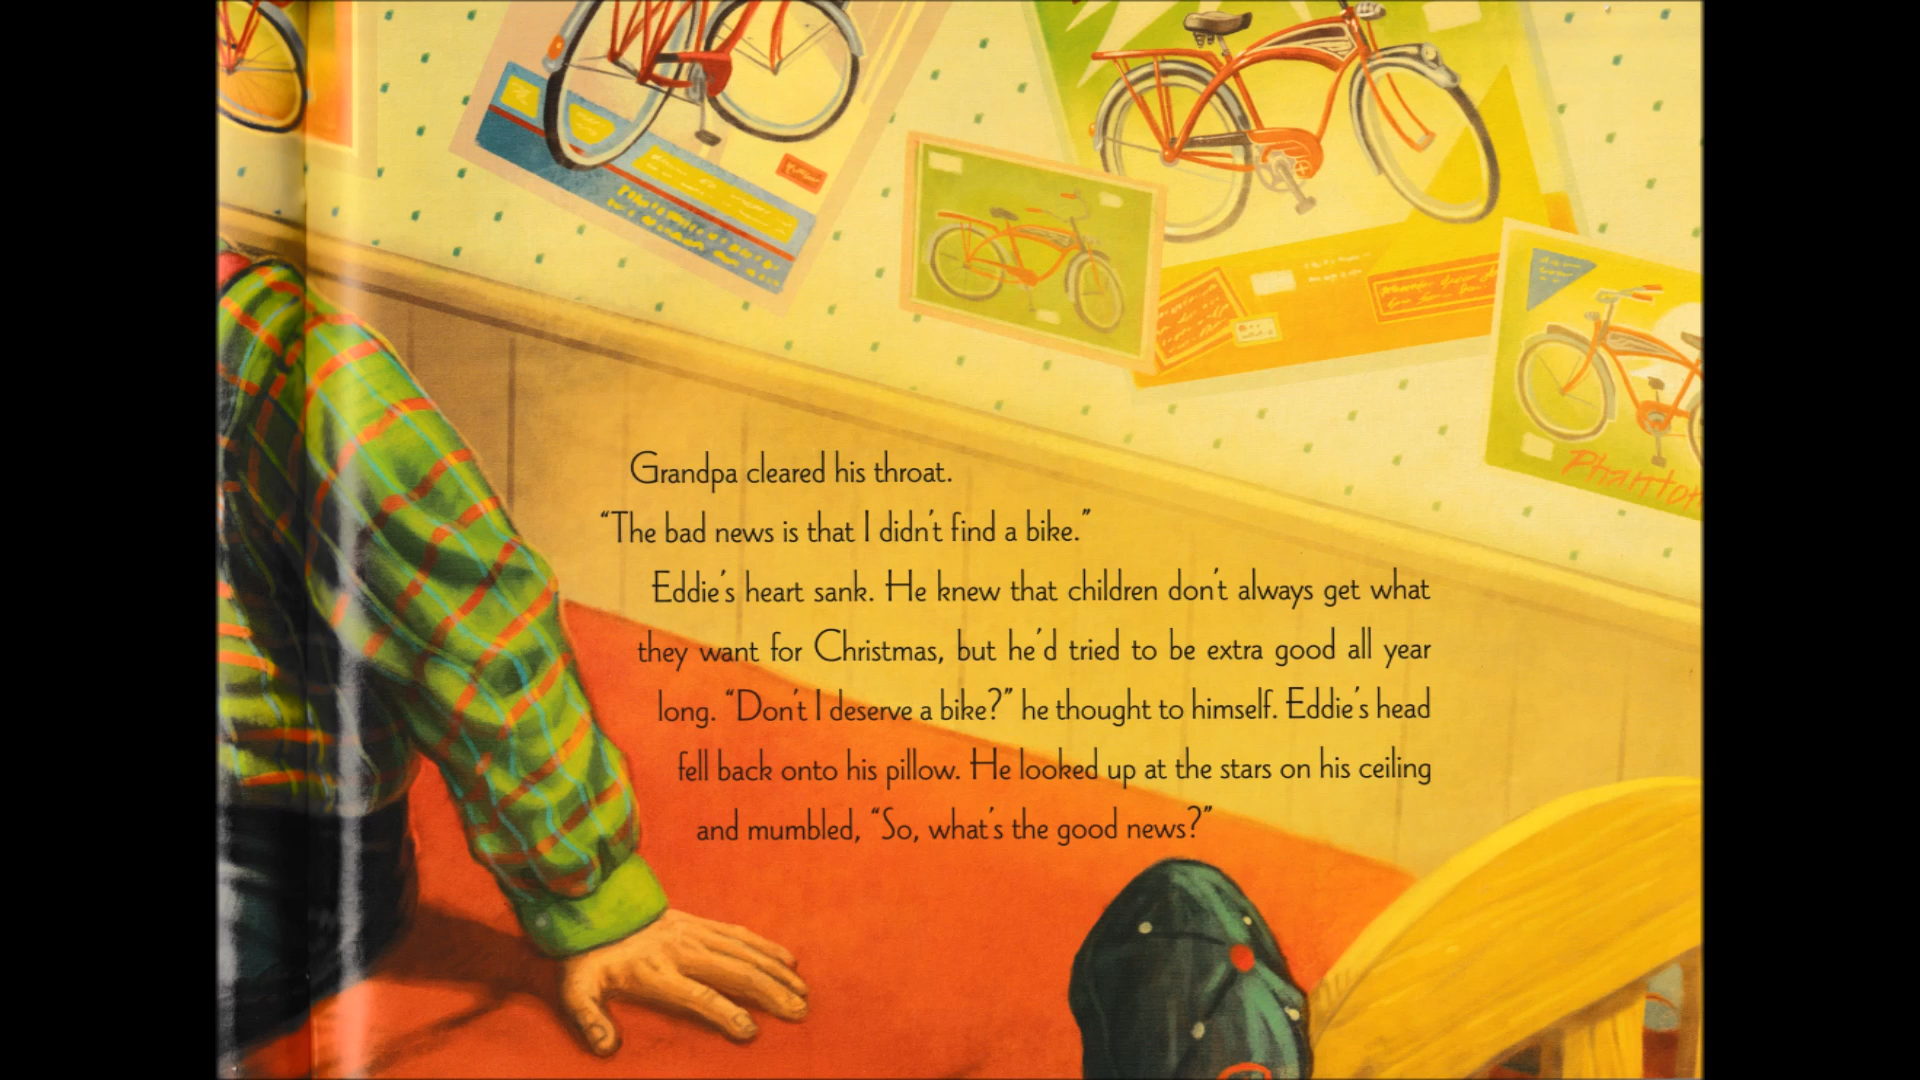 Grandpa cleared his throat.
“The bad news is that I didn’t find a bike.”
Eddie’s heart sank. He knew that children don’t always get what
they want for Christmas, but he’d tried to be extra good all year
long. “Don’t I deserve a bike?” he thought to himself. Eddie’s head
fell back onto his pillow. He looked up at the stars on his ceiling
and mumbled, “So, what’s the good news?”